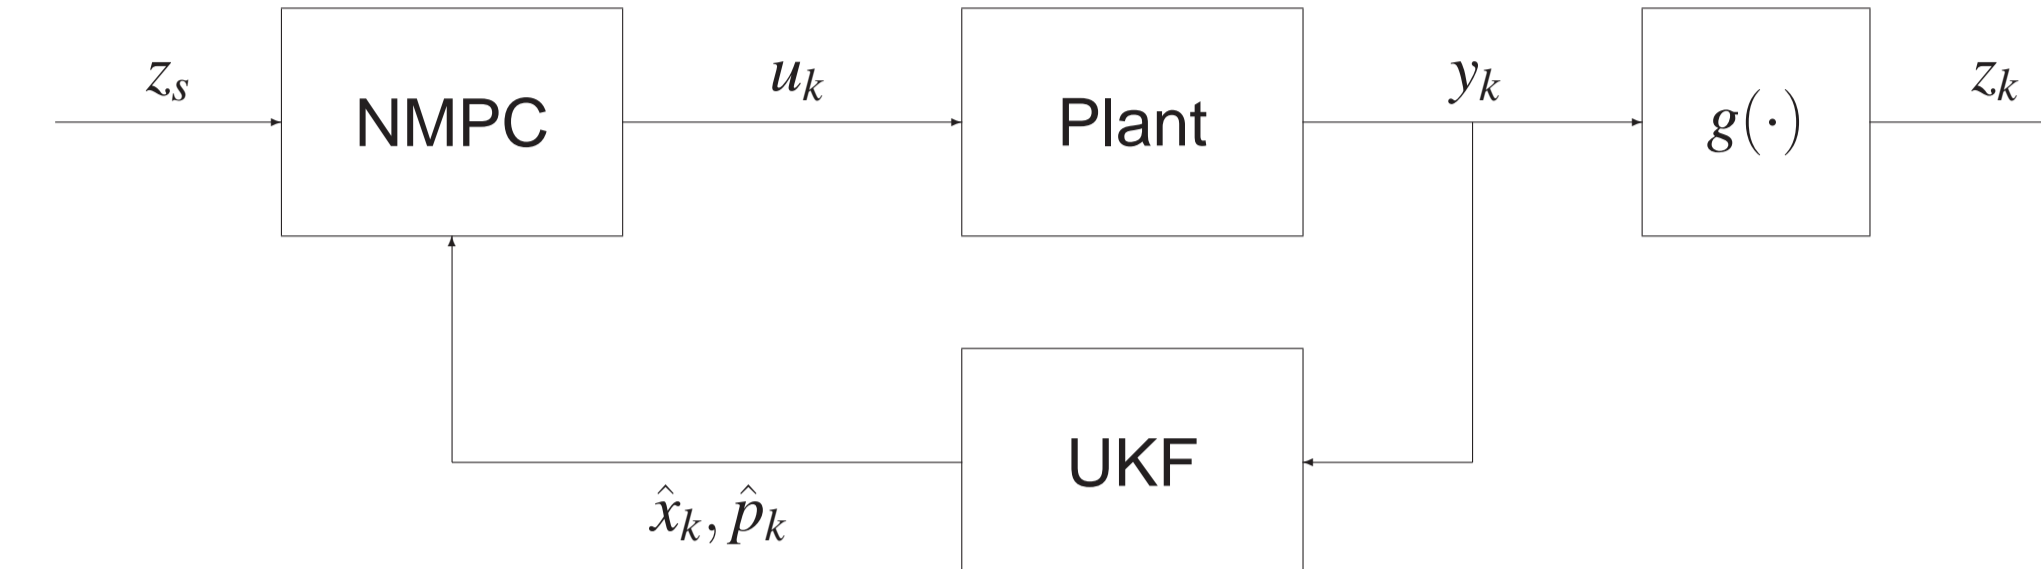 z_s
NMPC
u_k
Plant
y_k
g(·)
z_k
UKF
x̂_k, p̂_k